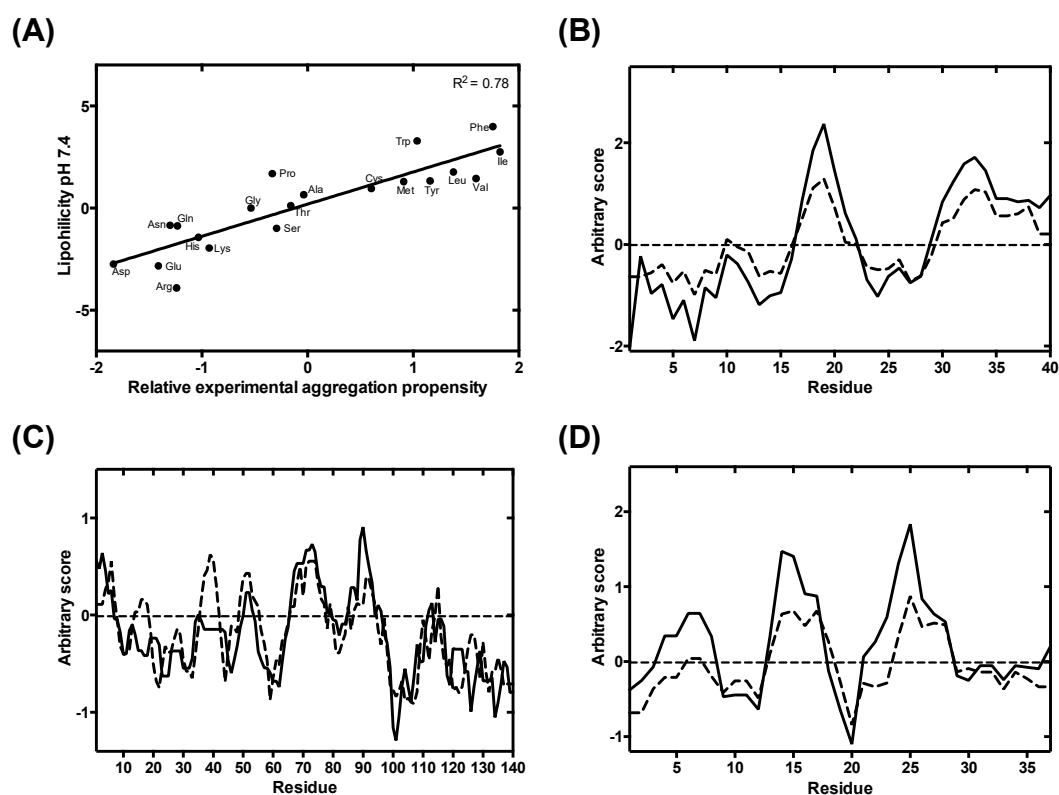 (A)
(B)
R² = 0.78
Phe
Trp
Ile
Pro
Cys
Leu
Val
Ala
Met
Tyr
Gly
Thr
Asn
Gln
Ser
His
Lys
Asp
Glu
Arg
5
0
-5
-2
-1
0
1
2
Lipohilicity pH 7.4
Relative experimental aggregation propensity
2
0
-2
5
10
15
20
25
30
35
40
Arbitrary score
Residue
(C)
(D)
1
0
-1
10 20 30 40 50 60 70 80 90 100 110 120 130 140
Arbitrary score
Residue
2
1
0
-1
5
10
15
20
25
30
35
Arbitrary score
Residue